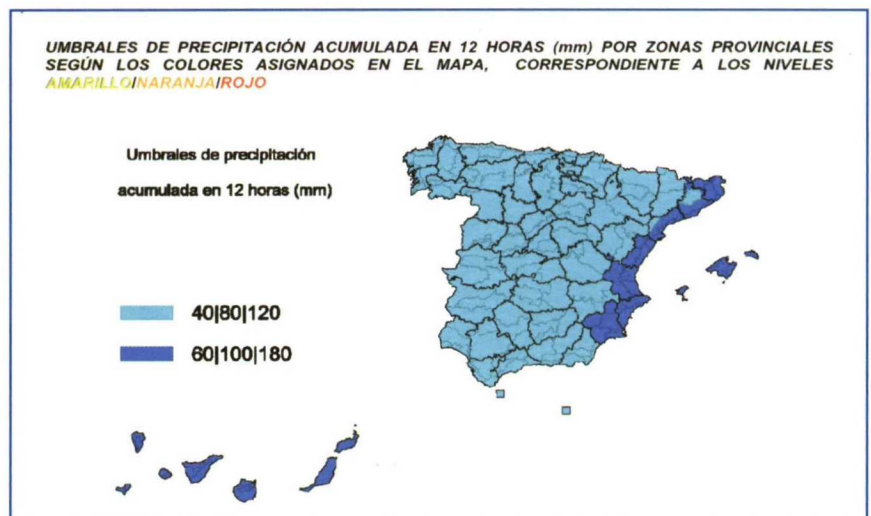 UMBRALES DE PRECIPITACIÓN ACUMULADA EN 12 HORAS (mm) POR ZONAS PROVINCIALES
SEGÚN LOS COLORES ASIGNADOS EN EL MAPA, CORRESPONDIENTE A LOS NIVELES
AMARILLO/NARANJA/ROJO
Umbrales de precipitación
acumulada en 12 horas (mm)
40|80|120
60|100|180